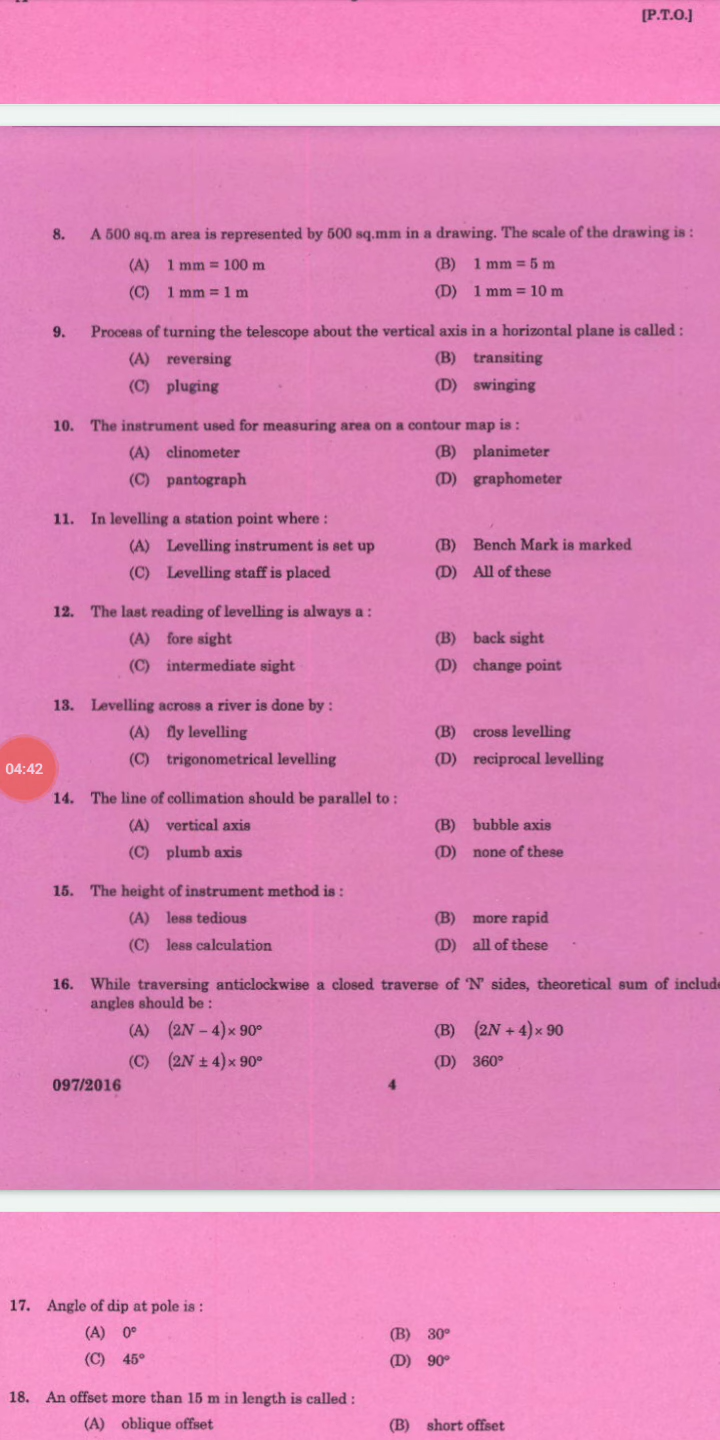 [P.T.O.]
8. A 500 sq.m area is represented by 500 sq.mm in a drawing. The scale of the drawing is :
(A) 1 mm = 100 m (B) 1 mm = 5 m
(C) 1 mm = 1 m (D) 1 mm = 10 m
9. Process of turning the telescope about the vertical axis in a horizontal plane is called :
(A) reversing (B) transiting
(C) pluging (D) swinging
10. The instrument used for measuring area on a contour map is :
(A) clinometer (B) planimeter
(C) pantograph (D) graphometer
11. In levelling a station point where :
(A) Levelling instrument is set up (B) Bench Mark is marked
(C) Levelling staff is placed (D) All of these
12. The last reading of levelling is always a :
(A) fore sight (B) back sight
(C) intermediate sight (D) change point
13. Levelling across a river is done by :
(A) fly levelling (B) cross levelling
04:42
(C) trigonometrical levelling (D) reciprocal levelling
14. The line of collimation should be parallel to :
(A) vertical axis (B) bubble axis
(C) plumb axis (D) none of these
15. The height of instrument method is :
(A) less tedious (B) more rapid
(C) less calculation (D) all of these
16. While traversing anticlockwise a closed traverse of 'N' sides, theoretical sum of include
angles should be :
(A) (2N – 4) × 90° (B) (2N + 4) × 90
(C) (2N ± 4) × 90° (D) 360°
097/2016 4
17. Angle of dip at pole is :
(A) 0° (B) 30°
(C) 45° (D) 90°
18. An offset more than 15 m in length is called :
(A) oblique offset (B) short offset